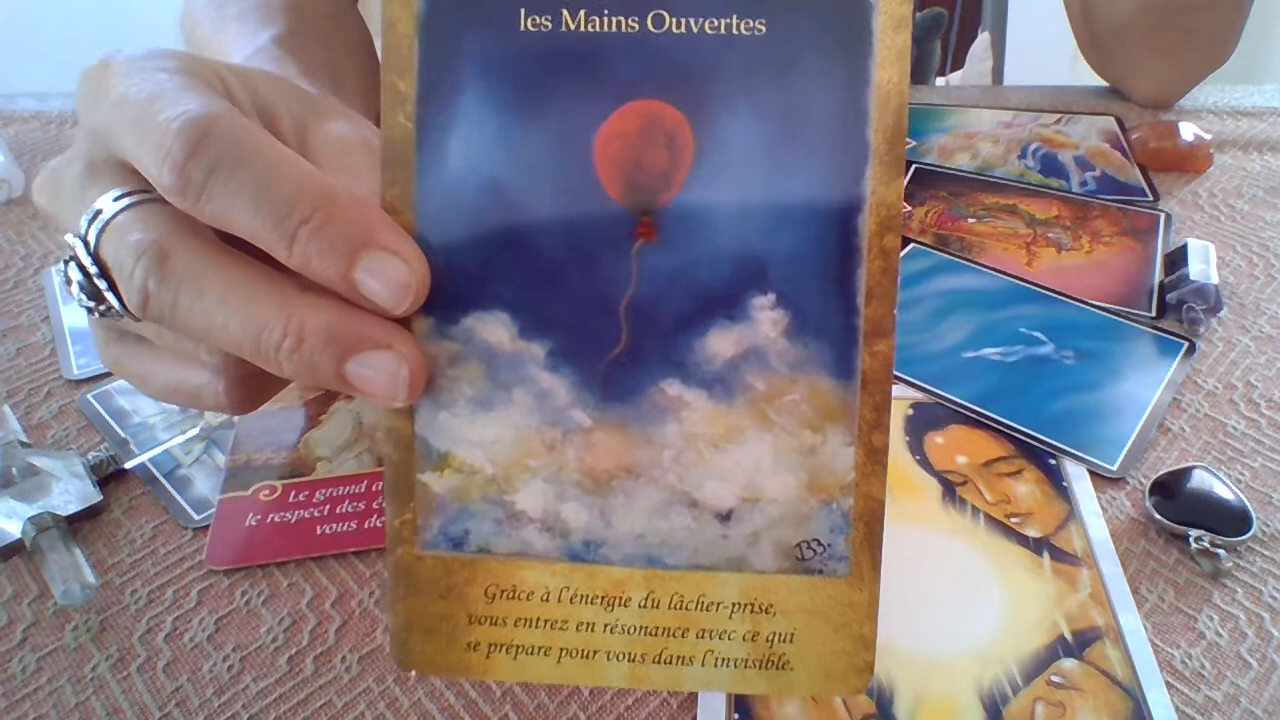 les Mains Ouvertes
B3.
Grâce à l'énergie du lâcher-prise,
vous entrez en résonance avec ce qui
se prépare pour vous dans l'invisible.
Le grand
le respect des
vous